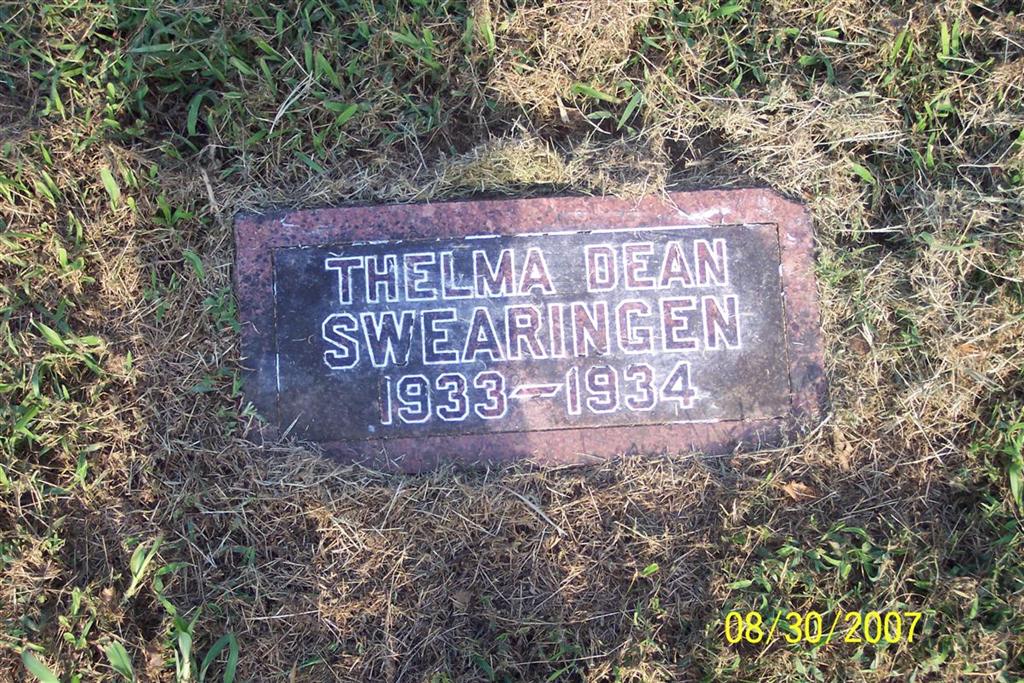 THELMA DEAN
SWEARINGEN
1933-1934
08/30/2007